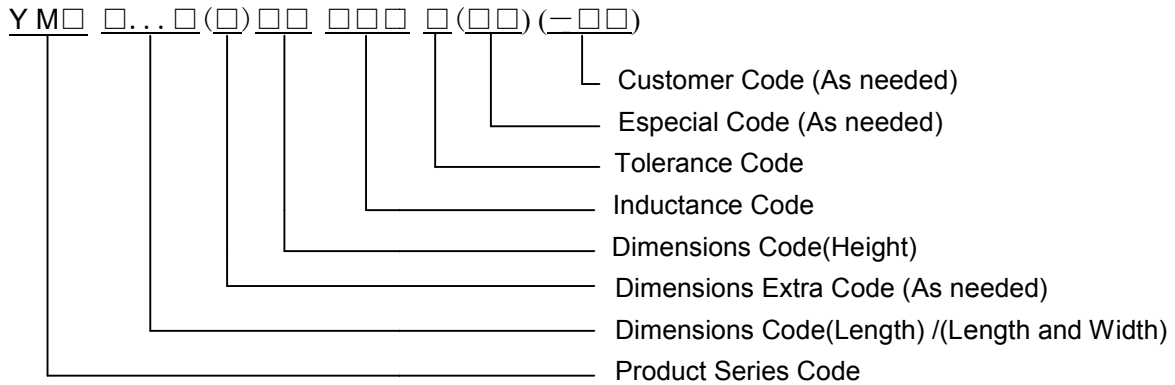 YM□ □...□(□)□□ □□□ □(□□)(－□□)
Customer Code (As needed)
Especial Code (As needed)
Tolerance Code
Inductance Code
Dimensions Code(Height)
Dimensions Extra Code (As needed)
Dimensions Code(Length) /(Length and Width)
Product Series Code